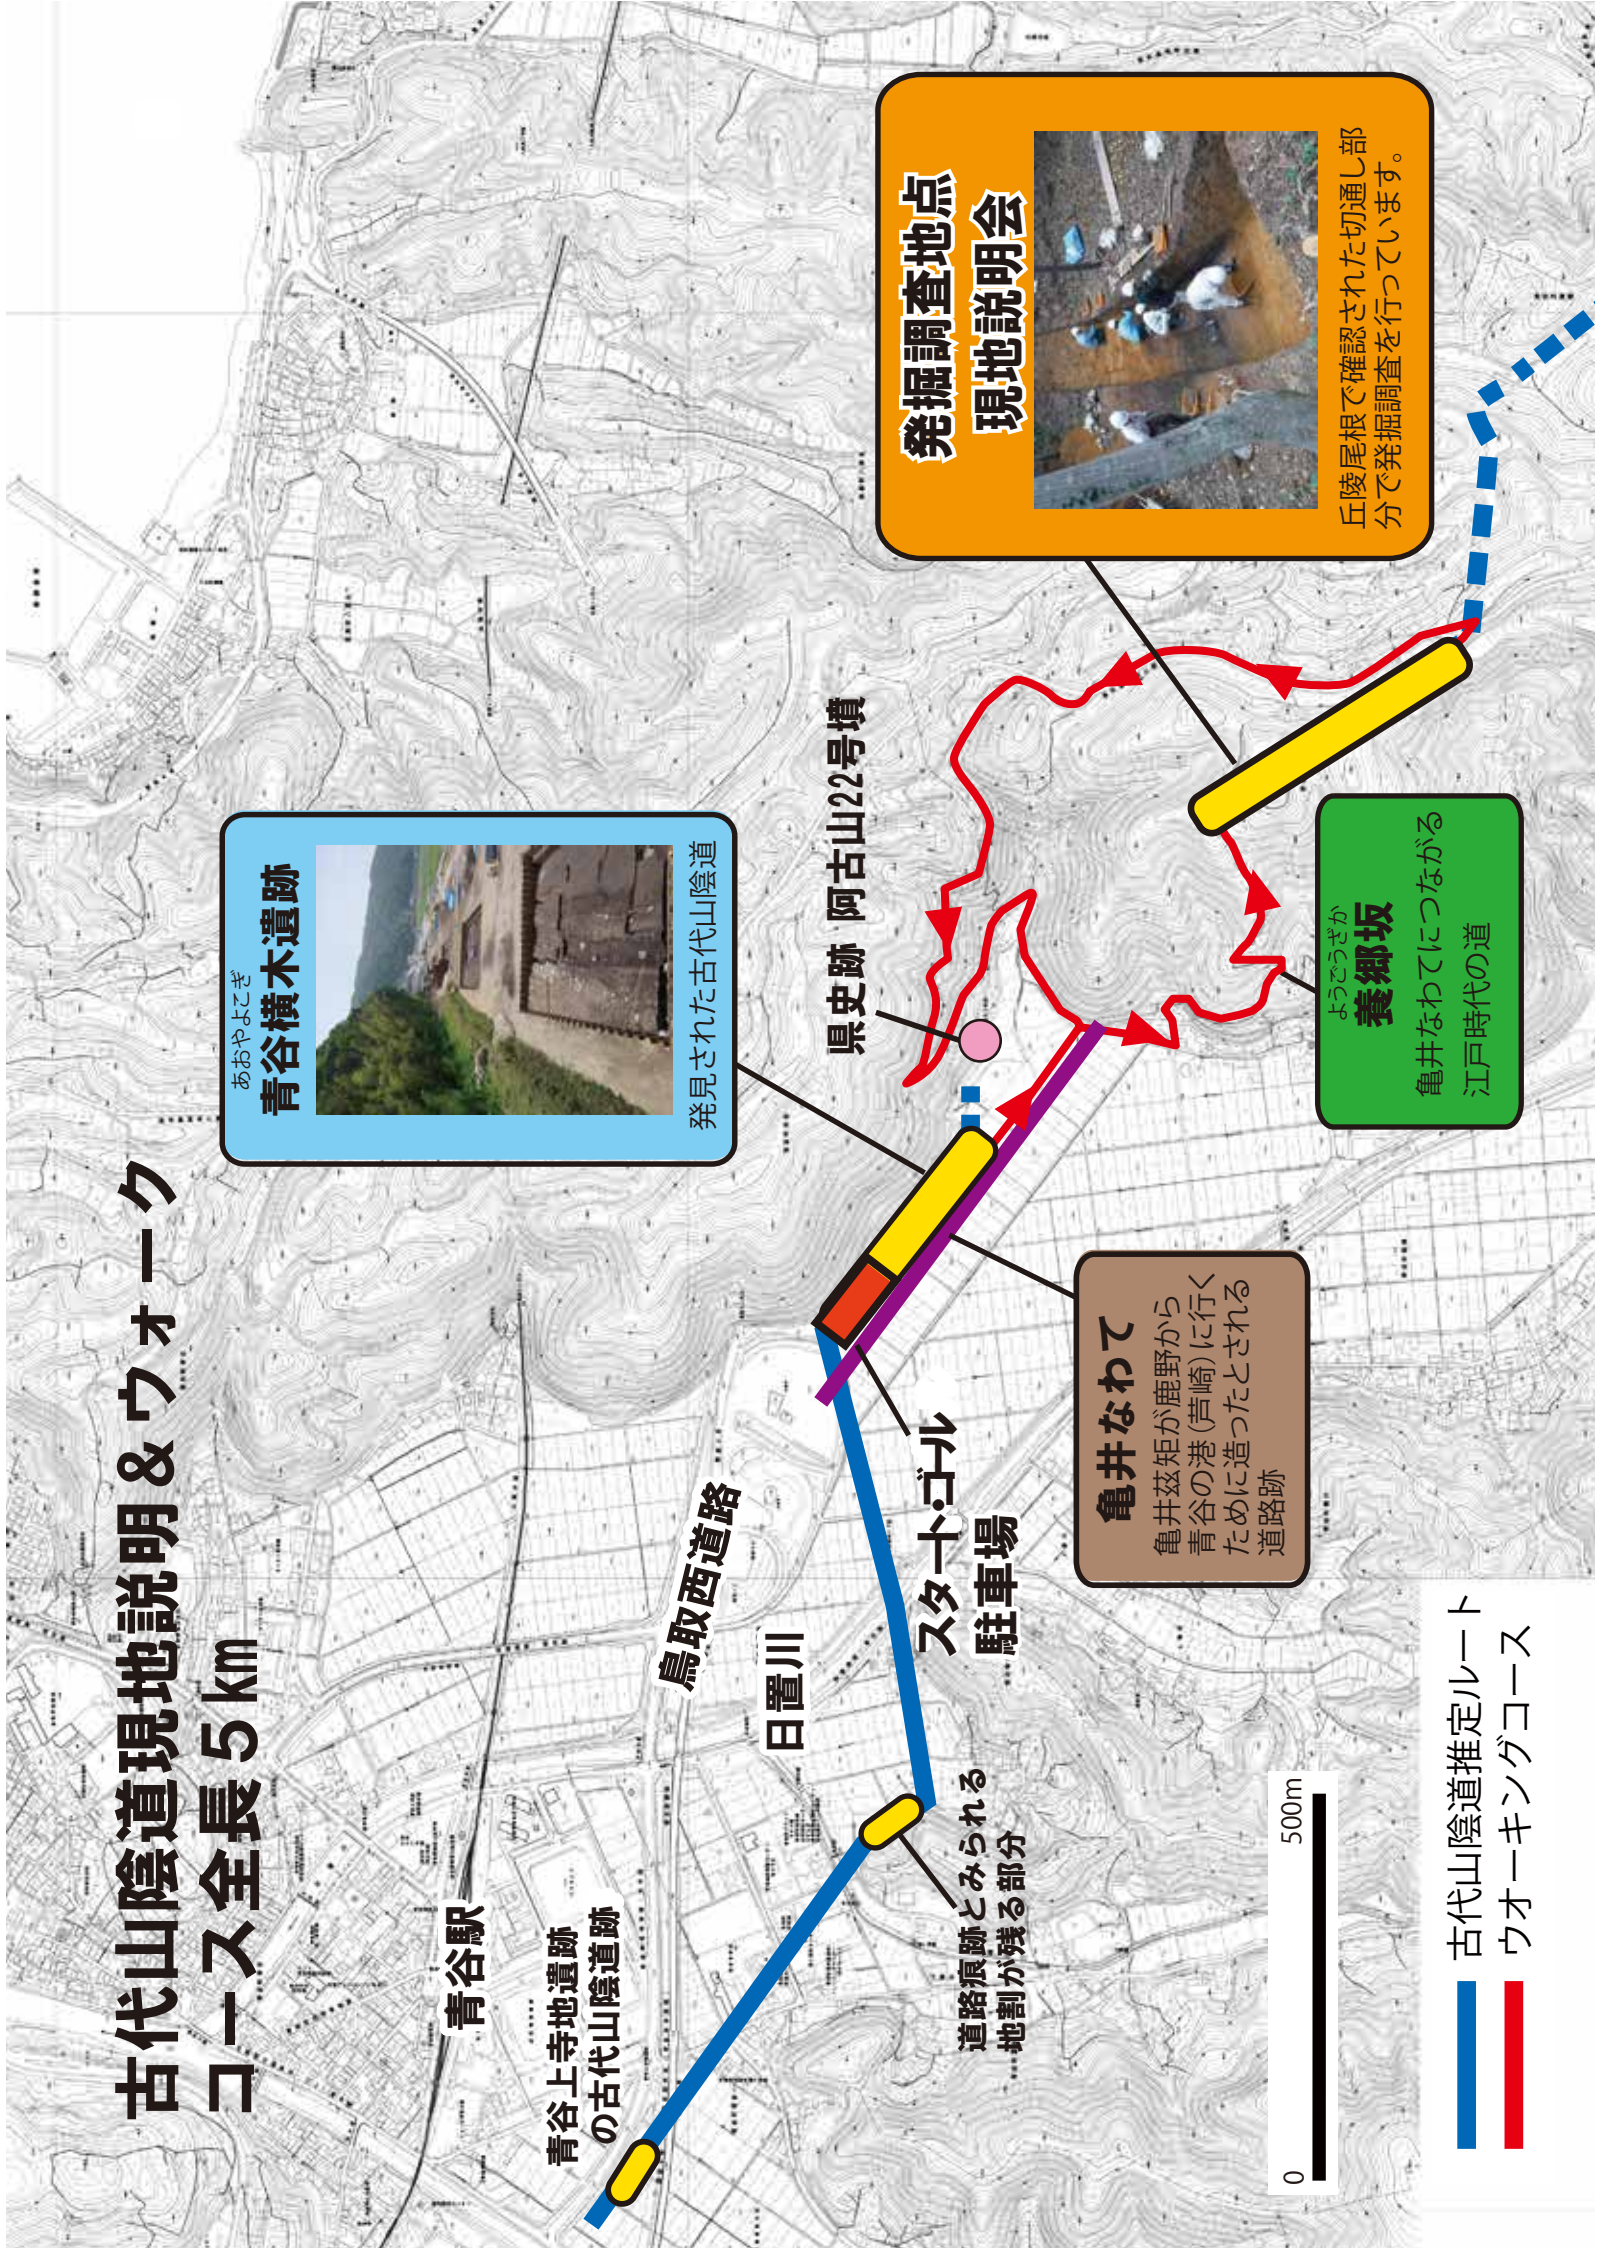 古代山陰道現地説明＆ウォーク
コース全長５㎞
あおやよこぎ
青谷横木遺跡
発見された古代山陰道
発掘調査地点
現地説明会
丘陵尾根で確認された切通し部
分で発掘調査を行っています。
県史跡 阿古山22号墳
ようごうざか
養郷坂
亀井なわてにつながる
江戸時代の道
亀井なわて
亀井茲矩が鹿野から
青谷の港（芦崎）に行く
ために造ったとされる
道路跡
鳥取西道路
日置川
スタート・ゴール
駐車場
青谷駅
青谷上寺地遺跡
の古代山陰道跡
道路痕跡とみられる
地割が残る部分
0
500m
古代山陰道推定ルート
ウオーキングコース